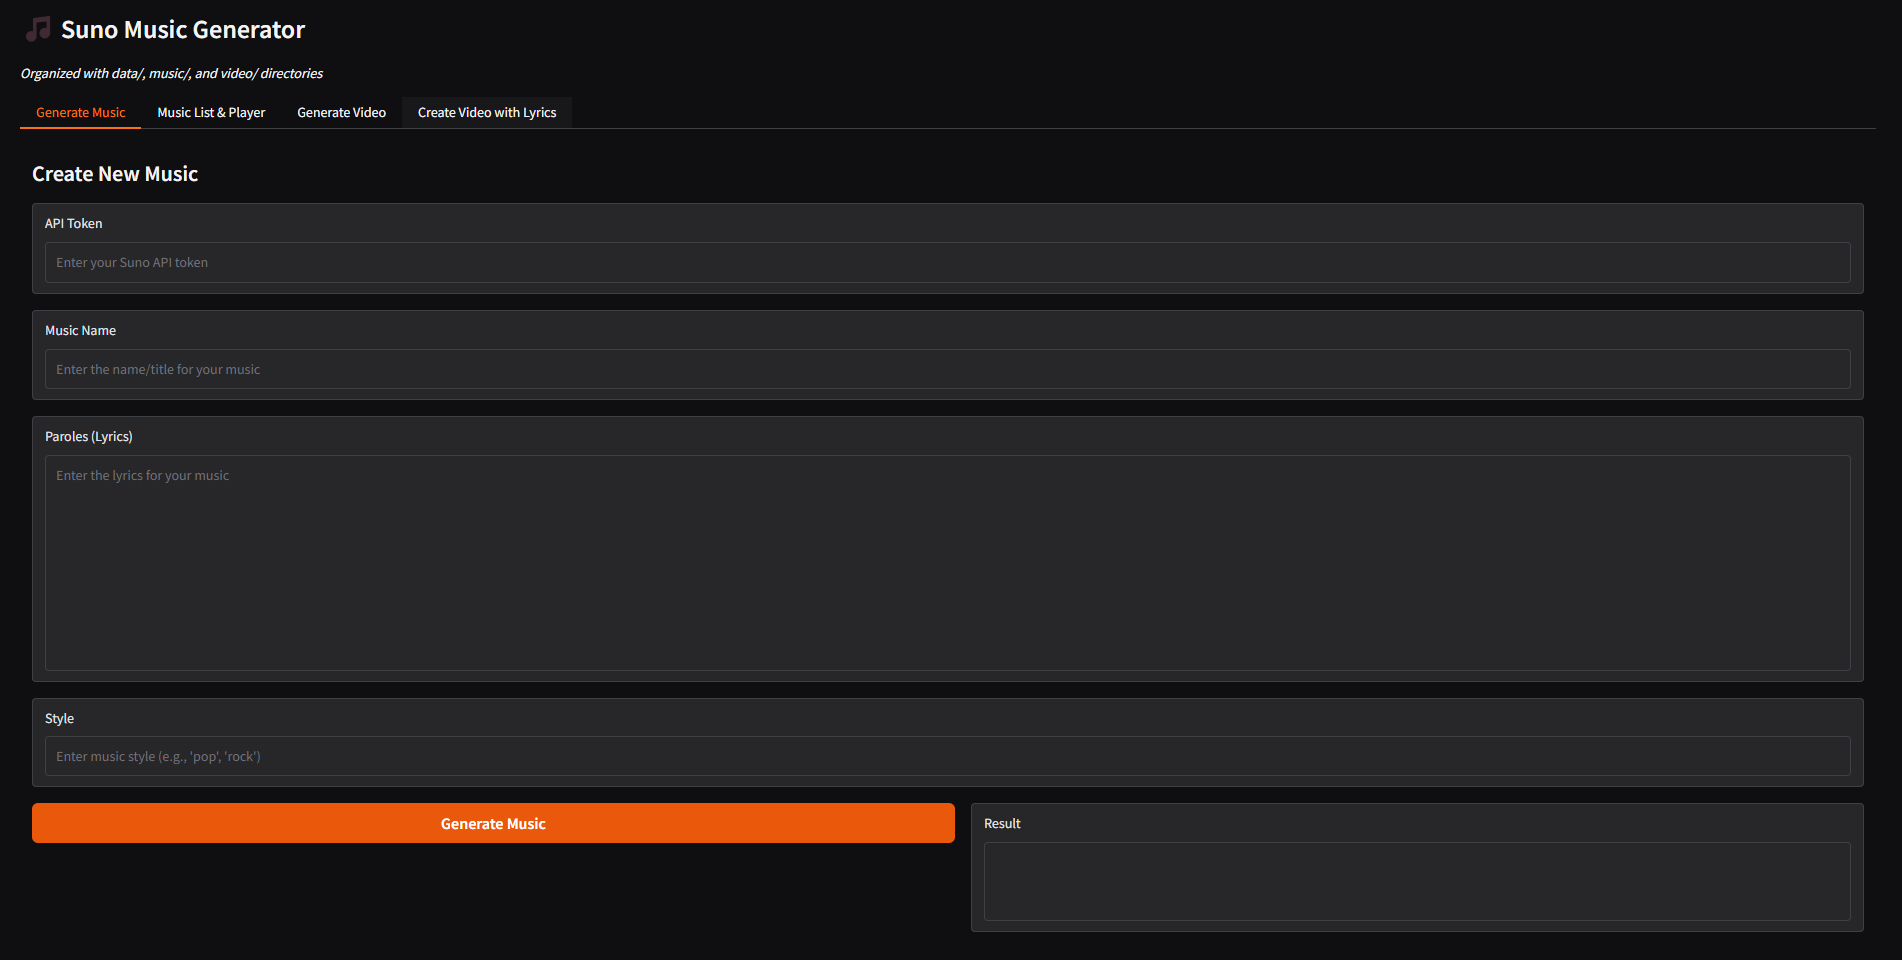 Suno Music Generator
Organized with data/, music/, and video/ directories
Generate Music Music List & Player Generate Video Create Video with Lyrics
Create New Music
API Token
Enter your Suno API token
Music Name
Enter the name/title for your music
Paroles (Lyrics)
Enter the lyrics for your music
Style
Enter music style (e.g., 'pop', 'rock')
Generate Music
Result